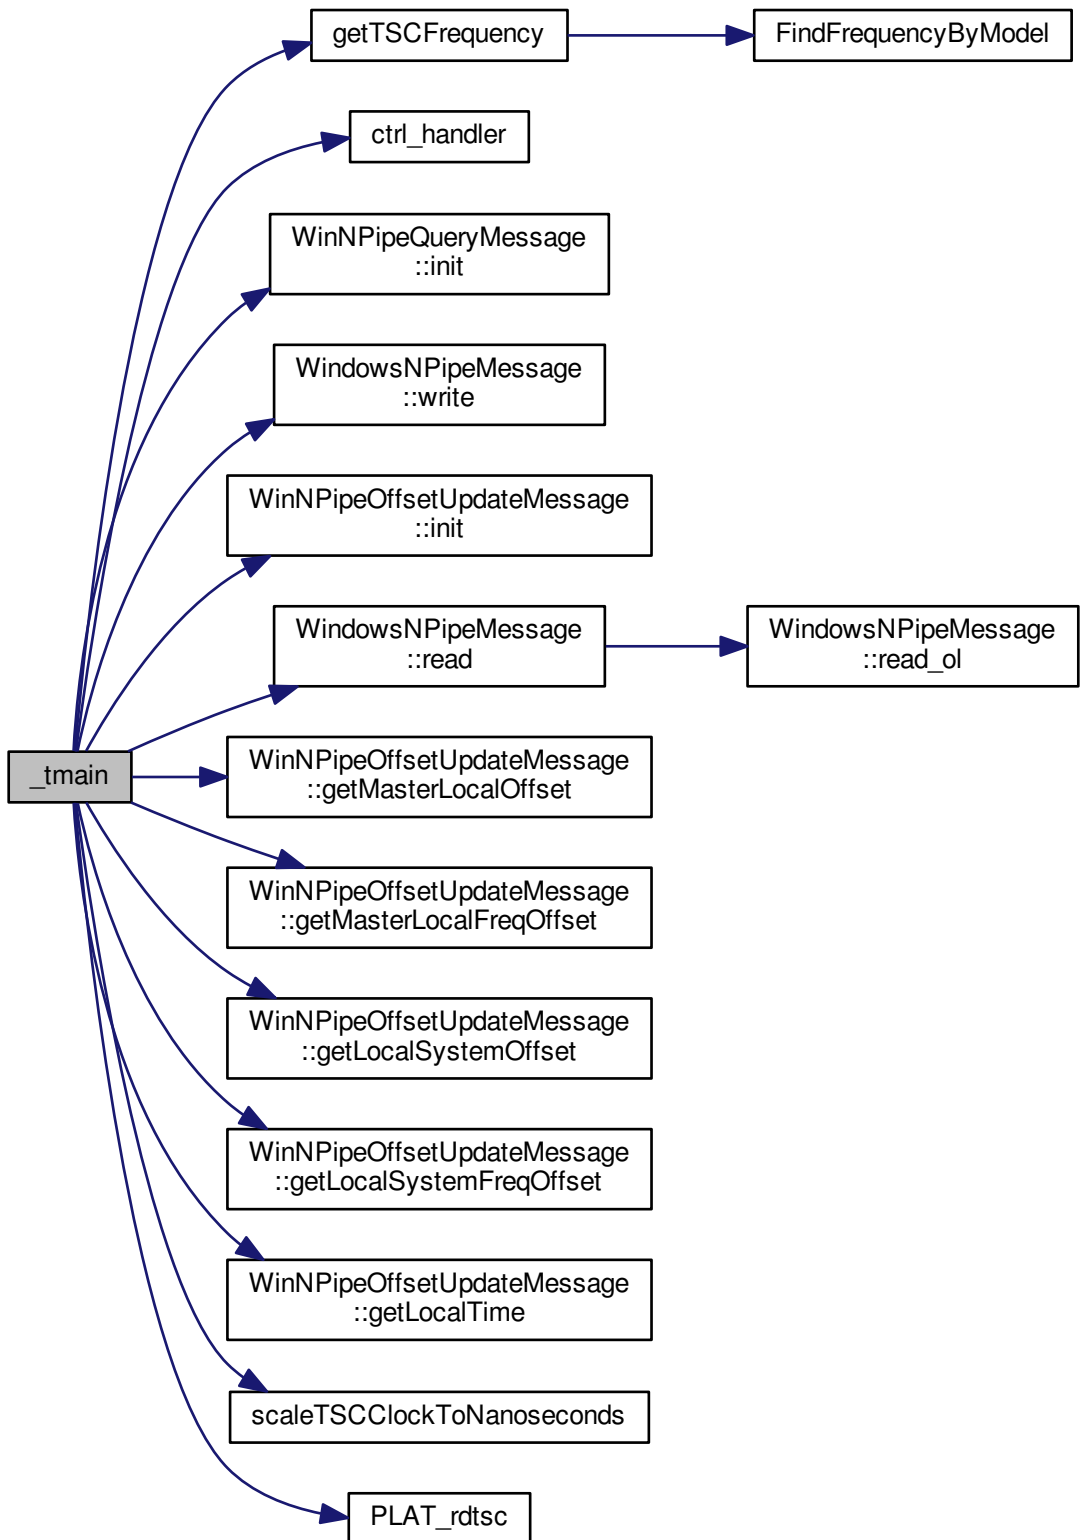 getTSCFrequency
FindFrequencyByModel
ctrl_handler
WinNPipeQueryMessage
::init
WindowsNPipeMessage
::write
WinNPipeOffsetUpdateMessage
::init
WindowsNPipeMessage
::read
WindowsNPipeMessage
::read_ol
_tmain
WinNPipeOffsetUpdateMessage
::getMasterLocalOffset
WinNPipeOffsetUpdateMessage
::getMasterLocalFreqOffset
WinNPipeOffsetUpdateMessage
::getLocalSystemOffset
WinNPipeOffsetUpdateMessage
::getLocalSystemFreqOffset
WinNPipeOffsetUpdateMessage
::getLocalTime
scaleTSCClockToNanoseconds
PLAT_rdtsc